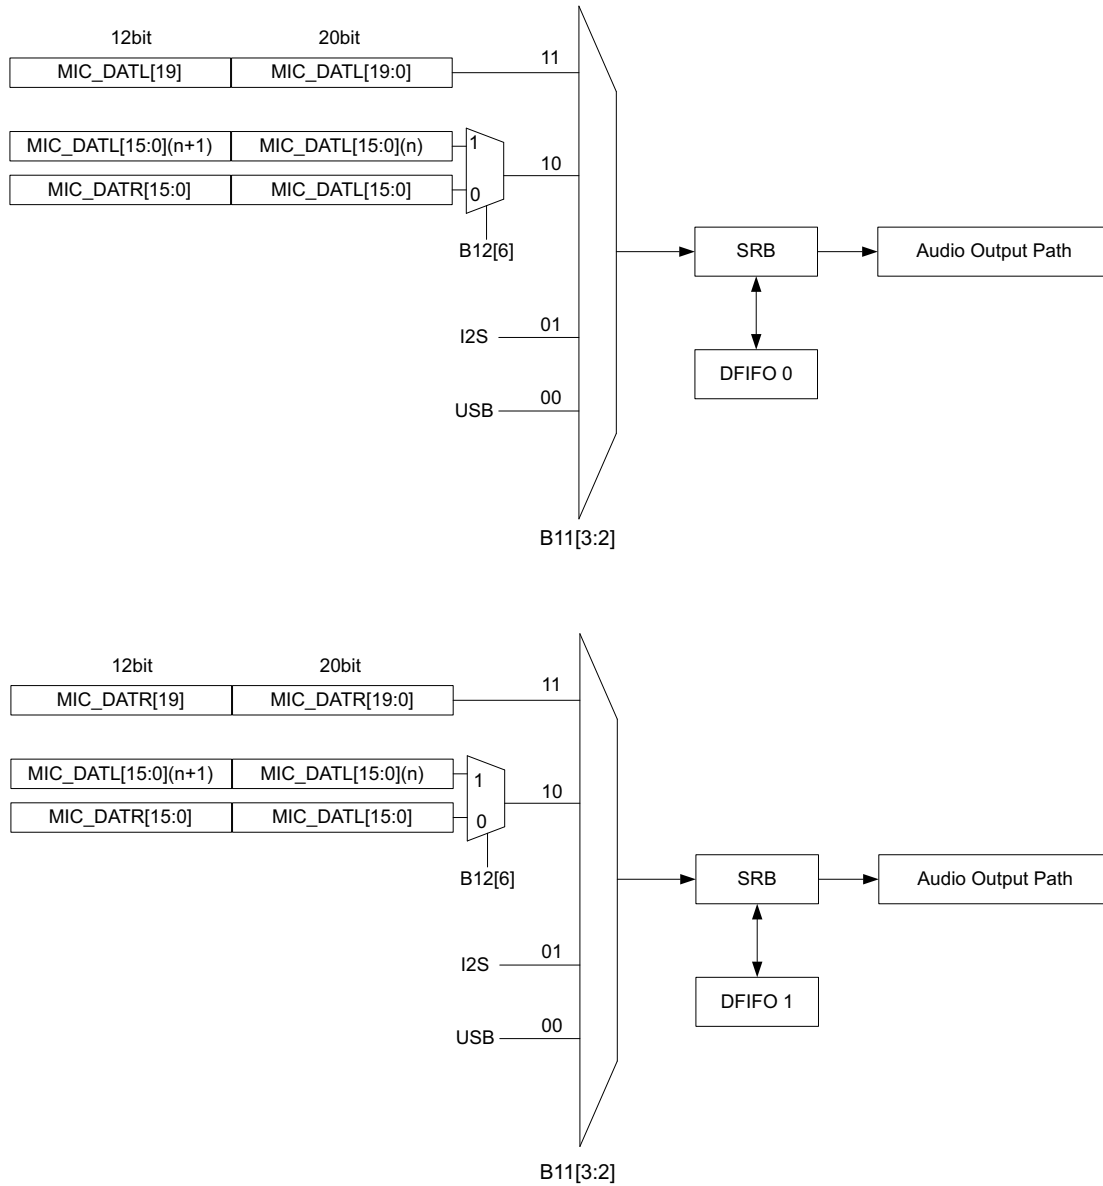 12bit 20bit
MIC_DATL[19] MIC_DATL[19:0] 11
MIC_DATL[15:0](n+1) MIC_DATL[15:0](n) 1
10
MIC_DATR[15:0] MIC_DATL[15:0] 0
B12[6] SRB Audio Output Path
I2S 01
DFIFO 0
USB 00
B11[3:2]
12bit 20bit
MIC_DATR[19] MIC_DATR[19:0] 11
MIC_DATL[15:0](n+1) MIC_DATL[15:0](n) 1
10
MIC_DATR[15:0] MIC_DATL[15:0] 0
B12[6] SRB Audio Output Path
I2S 01
DFIFO 1
USB 00
B11[3:2]